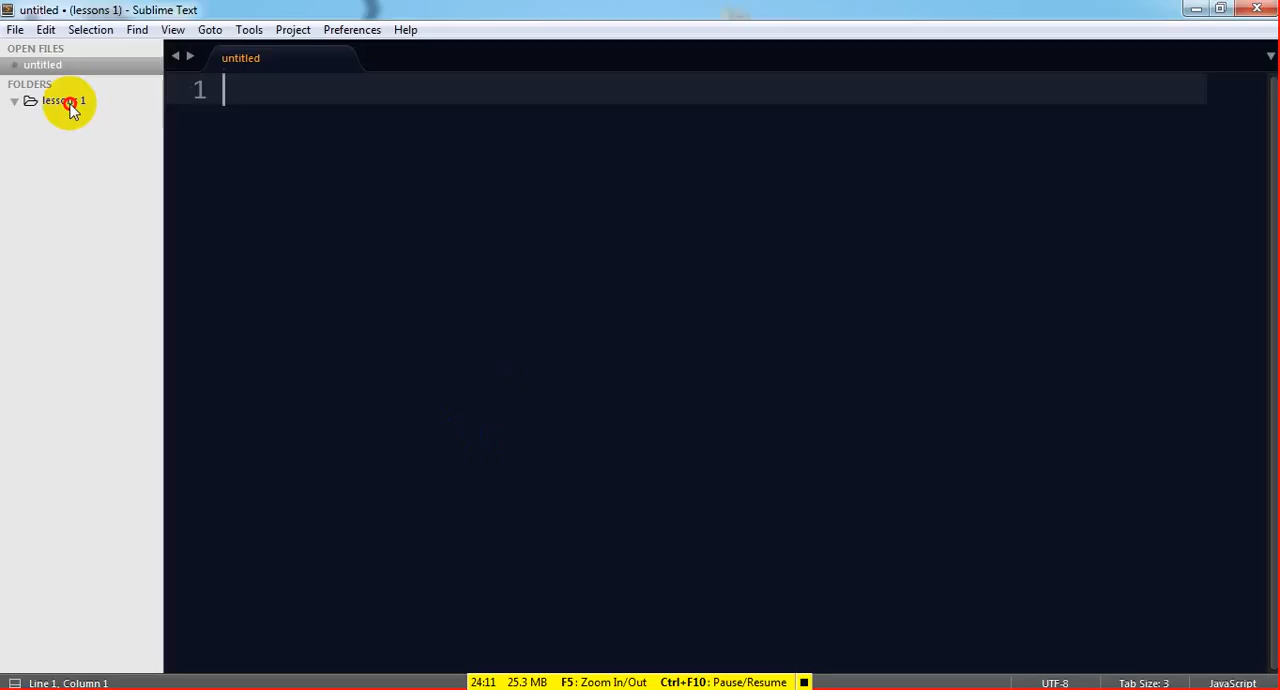 untitled • (lessons 1) - Sublime Text
File Edit Selection Find View Goto Tools Project Preferences Help
OPEN FILES
untitled
untitled
FOLDERS
lessons 1
1
Line 1, Column 1
24:11 25.3 MB F5: Zoom In/Out Ctrl+F10: Pause/Resume
UTF-8 Tab Size: 3 JavaScript